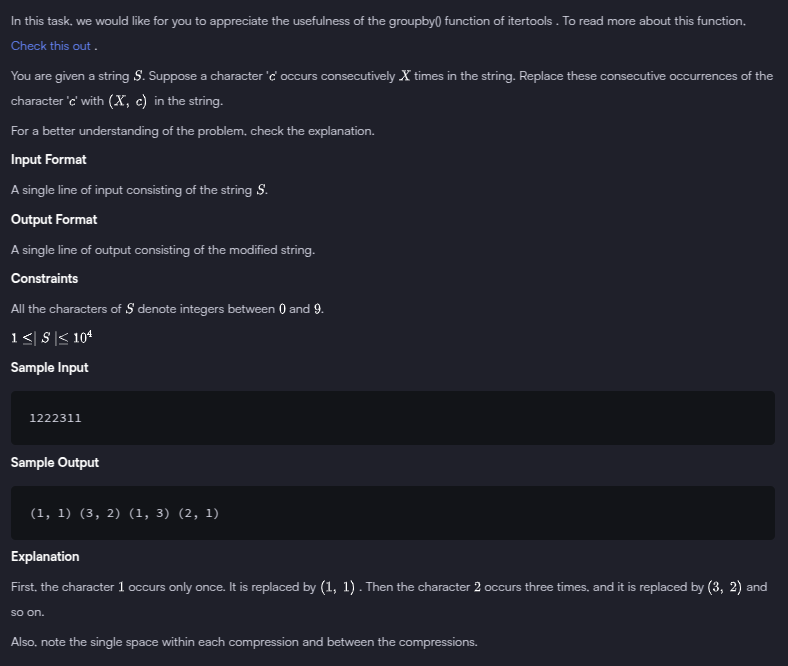 In this task, we would like for you to appreciate the usefulness of the groupby() function of itertools . To read more about this function,
Check this out .
You are given a string S. Suppose a character 'c' occurs consecutively X times in the string. Replace these consecutive occurrences of the
character 'c' with (X, c) in the string.
For a better understanding of the problem, check the explanation.
Input Format
A single line of input consisting of the string S.
Output Format
A single line of output consisting of the modified string.
Constraints
All the characters of S denote integers between 0 and 9.
1 ≤| S |≤ 10⁴
Sample Input
1222311
Sample Output
(1, 1) (3, 2) (1, 3) (2, 1)
Explanation
First, the character 1 occurs only once. It is replaced by (1, 1) . Then the character 2 occurs three times, and it is replaced by (3, 2) and
so on.
Also, note the single space within each compression and between the compressions.